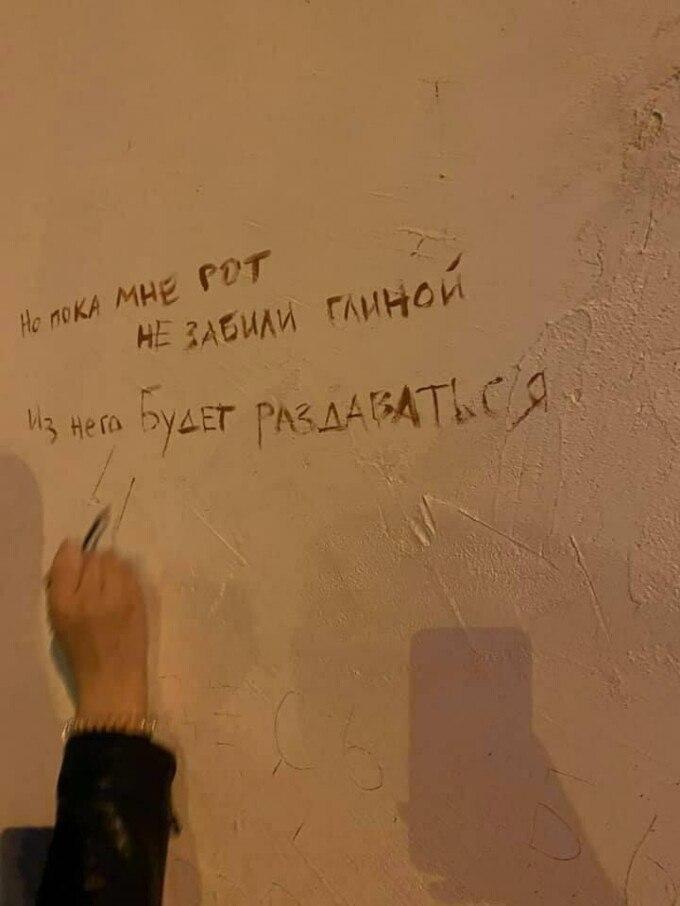 Но пока мне рот
не забили глиной
Из него будет раздаваться